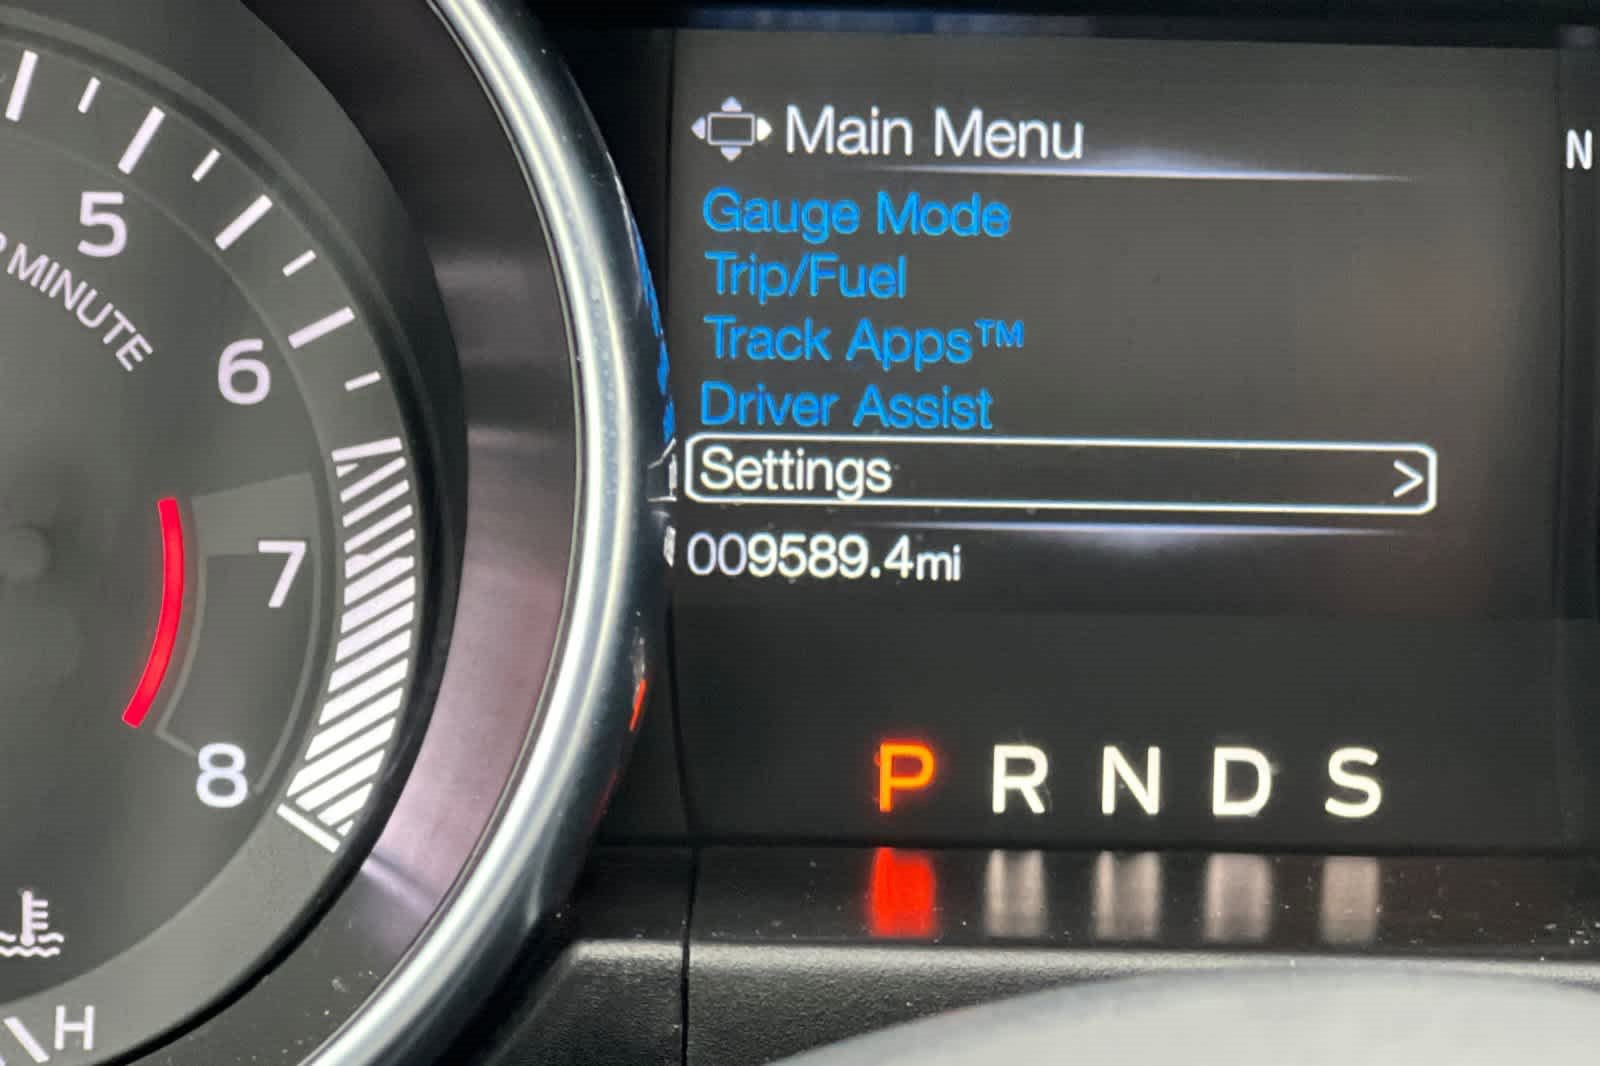 Main Menu
N
Gauge Mode
Trip/Fuel
Track Apps™
Driver Assist
Settings >
009589.4mi
P R N D S
5
MINUTE
6
7
8
H